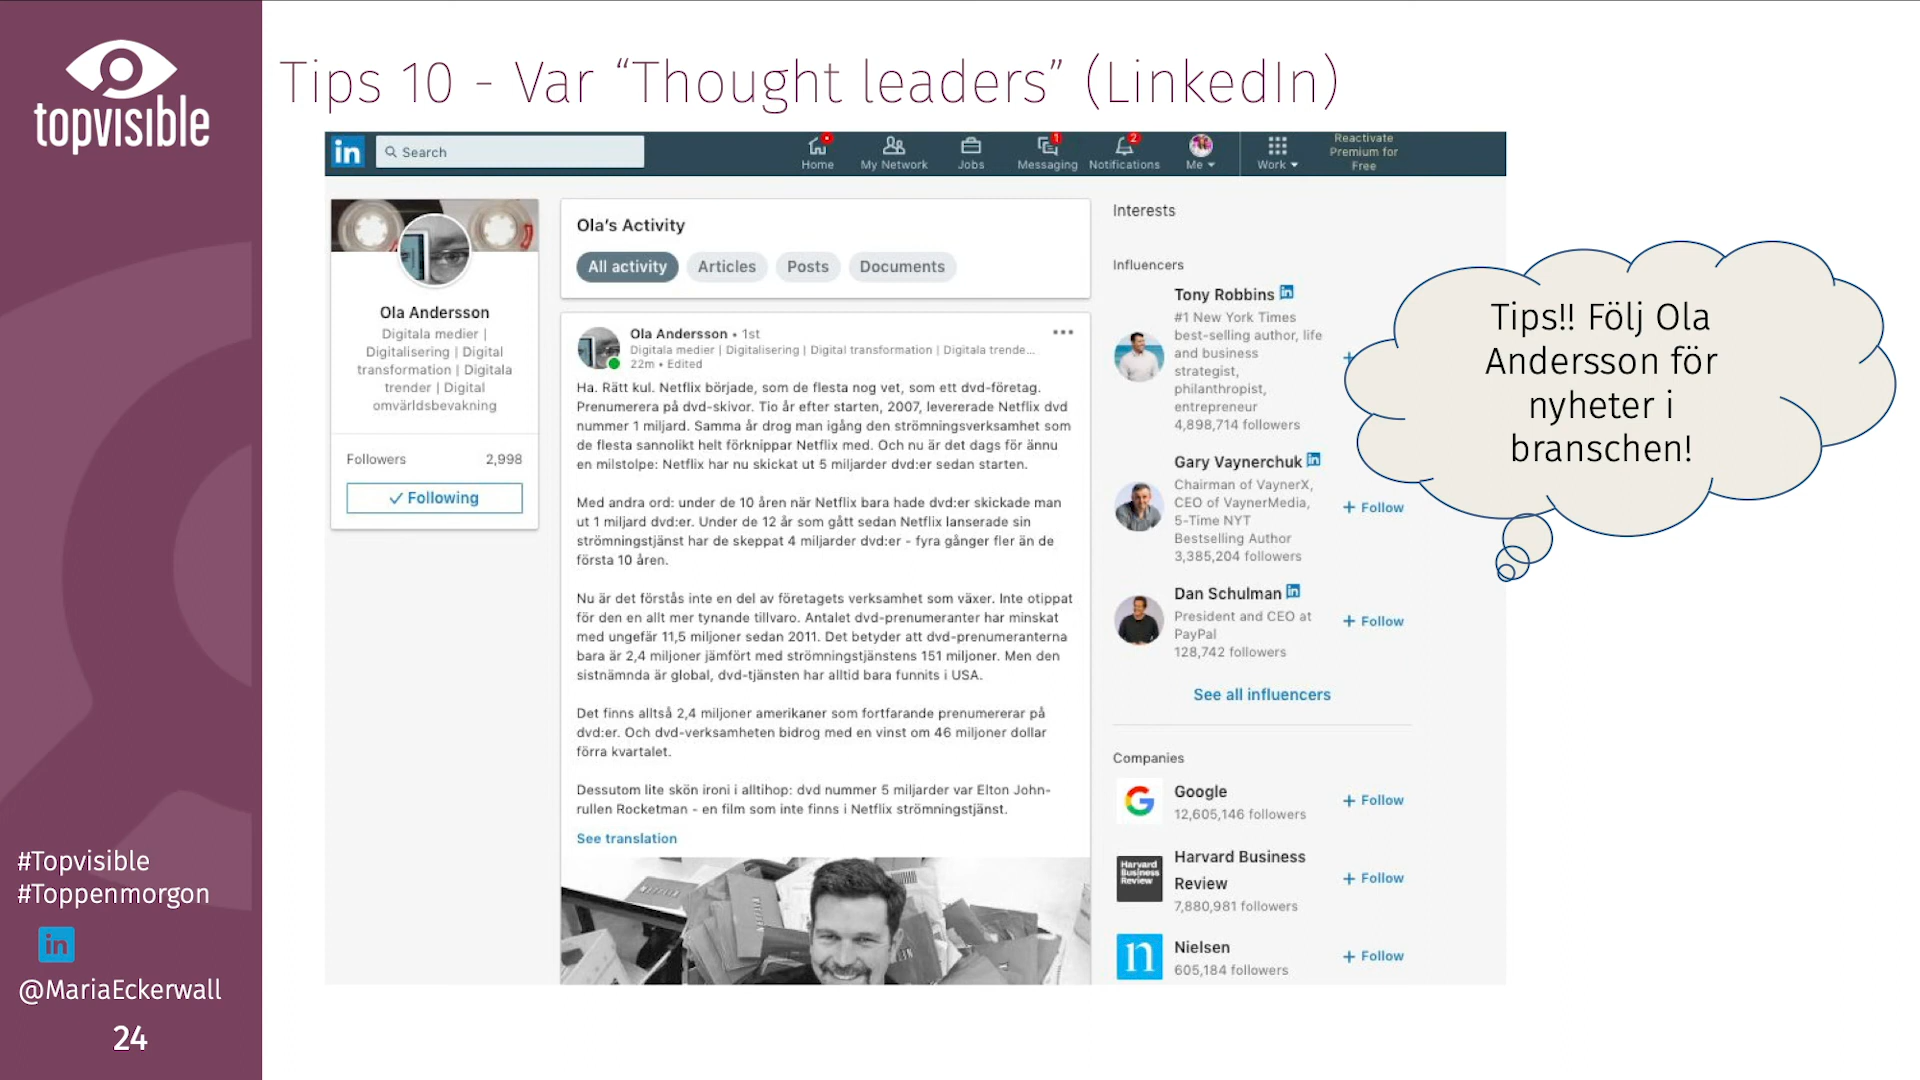 topvisible
Tips 10 - Var “Thought leaders” (LinkedIn)
in
Search
Home
My Network
Jobs
1
Messaging
2
Notifications
Me
Work
Reactivate
Premium for
Free
Ola Andersson
Digitala medier |
Digitalisering | Digital
transformation | Digitala
trender | Digital
omvärldsbevakning
Followers 2,998
Following
Ola’s Activity
All activity Articles Posts Documents
Ola Andersson • 1st
Digitala medier | Digitalisering | Digital transformation | Digitala trende...
22m • Edited
Ha. Rätt kul. Netflix började, som de flesta nog vet, som ett dvd-företag.
Prenumerera på dvd-skivor. Tio år efter starten, 2007, levererade Netflix dvd
nummer 1 miljard. Samma år drog man igång den strömningsverksamhet som
de flesta sannolikt helt förknippar Netflix med. Och nu är det dags för ännu
en milstolpe: Netflix har nu skickat ut 5 miljarder dvd:er sedan starten.
Med andra ord: under de 10 åren när Netflix bara hade dvd:er skickade man
ut 1 miljard dvd:er. Under de 12 år som gått sedan Netflix lanserade sin
strömningstjänst har de skeppat 4 miljarder dvd:er - fyra gånger fler än de
första 10 åren.
Nu är det förstås inte en del av företagets verksamhet som växer. Inte otippat
för den en allt mer tynande tillvaro. Antalet dvd-prenumeranter har minskat
med ungefär 11,5 miljoner sedan 2011. Det betyder att dvd-prenumeranterna
bara är 2,4 miljoner jämfört med strömningstjänstens 151 miljoner. Men den
sistnämnda är global, dvd-tjänsten har alltid bara funnits i USA.
Det finns alltså 2,4 miljoner amerikaner som fortfarande prenumererar på
dvd:er. Och dvd-verksamheten bidrog med en vinst om 46 miljoner dollar
förra kvartalet.
Dessutom lite skön ironi i alltihop: dvd nummer 5 miljarder var Elton John-
rullen Rocketman - en film som inte finns i Netflix strömningstjänst.
See translation
Interests
Influencers
Tony Robbins in
#1 New York Times
best-selling author, life
and business
strategist,
philanthropist,
entrepreneur
4,898,714 followers
+
Gary Vaynerchuk in
Chairman of VaynerX,
CEO of VaynerMedia,
5-Time NYT
Bestselling Author
3,385,204 followers
+ Follow
Dan Schulman in
President and CEO at
PayPal
128,742 followers
+ Follow
See all influencers
Companies
G
Google
12,605,146 followers
+ Follow
Harvard
Business
Review
Harvard Business
Review
7,880,981 followers
+ Follow
n
Nielsen
605,184 followers
+ Follow
Tips!! Följ Ola
Andersson för
nyheter i
branschen!
#Topvisible
#Toppenmorgon
in
@MariaEckerwall
24